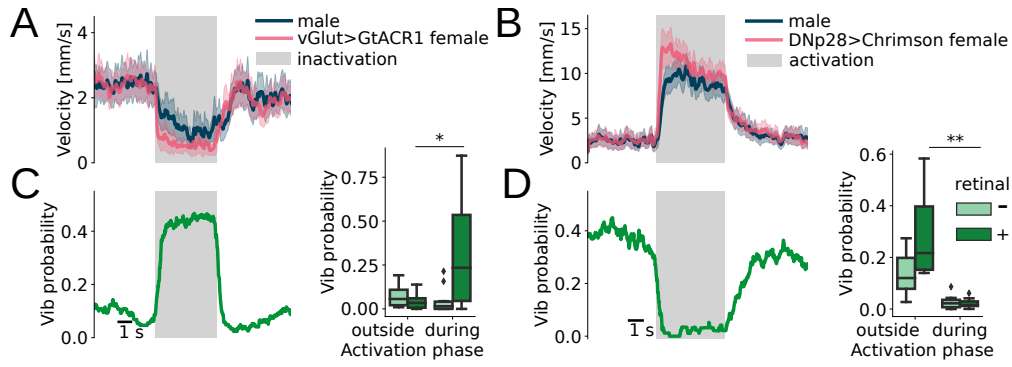 A
male
vGlut>GtACR1 female
inactivation
Velocity [mm/s]
4
2
0
B
male
DNp28>Chrimson female
activation
Velocity [mm/s]
15
10
5
0
C
Vib probability
0.4
0.2
0.0
1 s
*
Vib probability
0.75
0.50
0.25
0.00
outside during
Activation phase
D
Vib probability
0.4
0.2
0.0
1 s
**
Vib probability
0.6
0.4
0.2
0.0
retinal
-
+
outside during
Activation phase